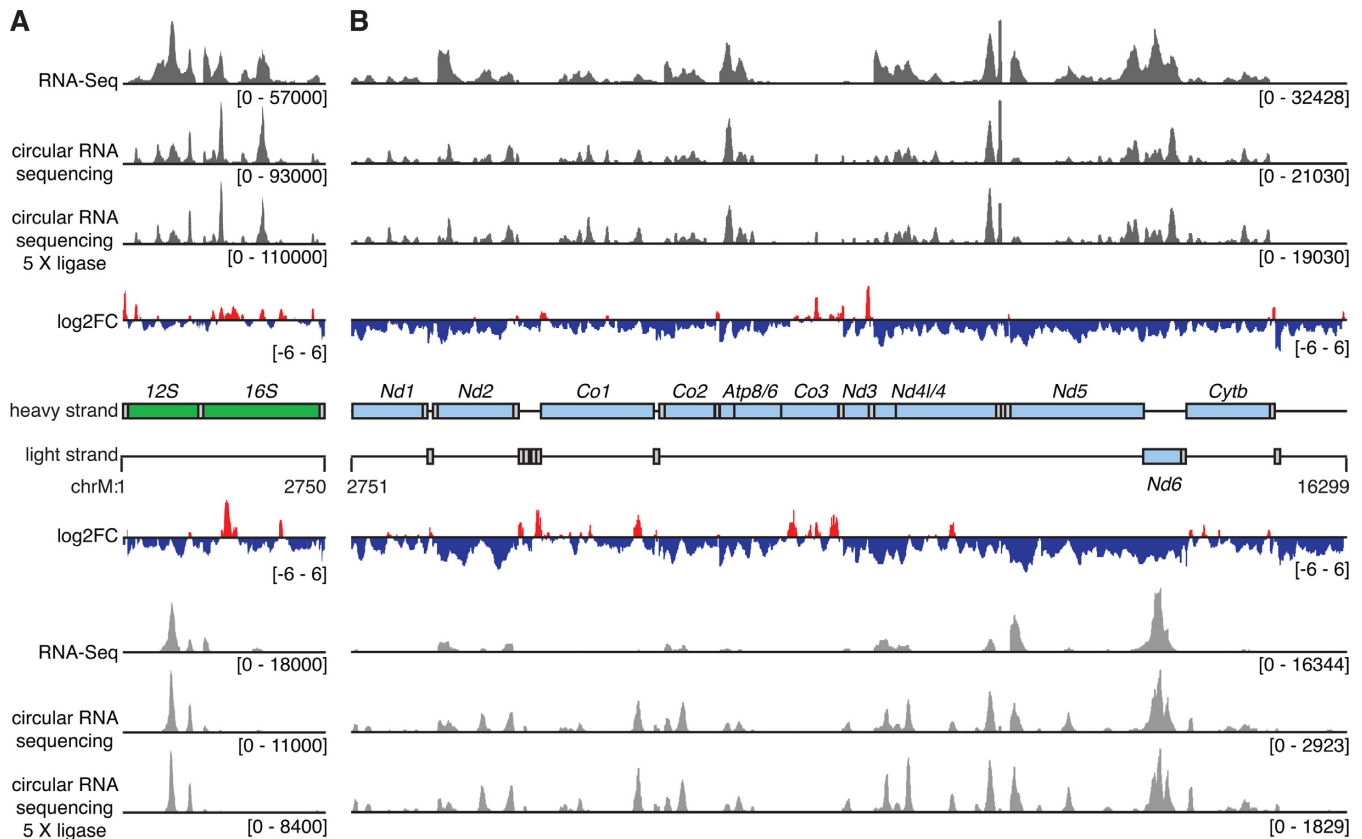 A
B
RNA-Seq
[0 - 57000]
[0 - 32428]
circular RNA
sequencing
[0 - 93000]
[0 - 21030]
circular RNA
sequencing
5 X ligase
[0 - 110000]
[0 - 19030]
log2FC
[-6 - 6]
[-6 - 6]
12S
16S
Nd1
Nd2
Co1
Co2
Atp8/6
Co3
Nd3
Nd4l/4
Nd5
Cytb
heavy strand
light strand
chrM:1
2750
2751
Nd6
16299
log2FC
[-6 - 6]
[-6 - 6]
RNA-Seq
[0 - 18000]
[0 - 16344]
circular RNA
sequencing
[0 - 11000]
[0 - 2923]
circular RNA
sequencing
5 X ligase
[0 - 8400]
[0 - 1829]